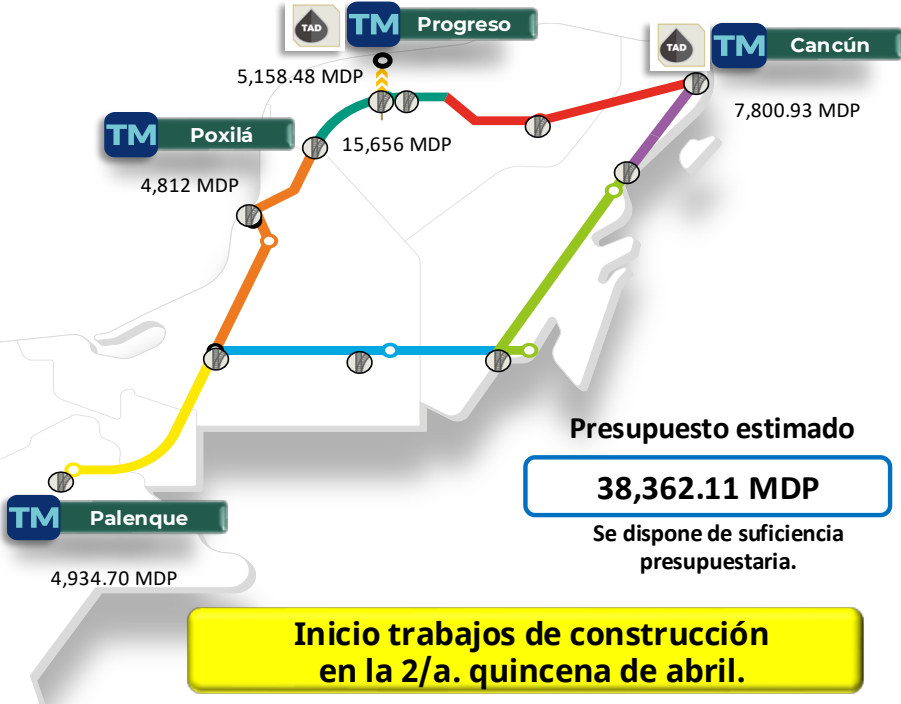 TAD
TM Progreso
5,158.48 MDP
TAD
TM Cancún
7,800.93 MDP
TM Poxilá
15,656 MDP
4,812 MDP
Presupuesto estimado
38,362.11 MDP
Se dispone de suficiencia
presupuestaria.
TM Palenque
4,934.70 MDP
Inicio trabajos de construcción
en la 2/a. quincena de abril.